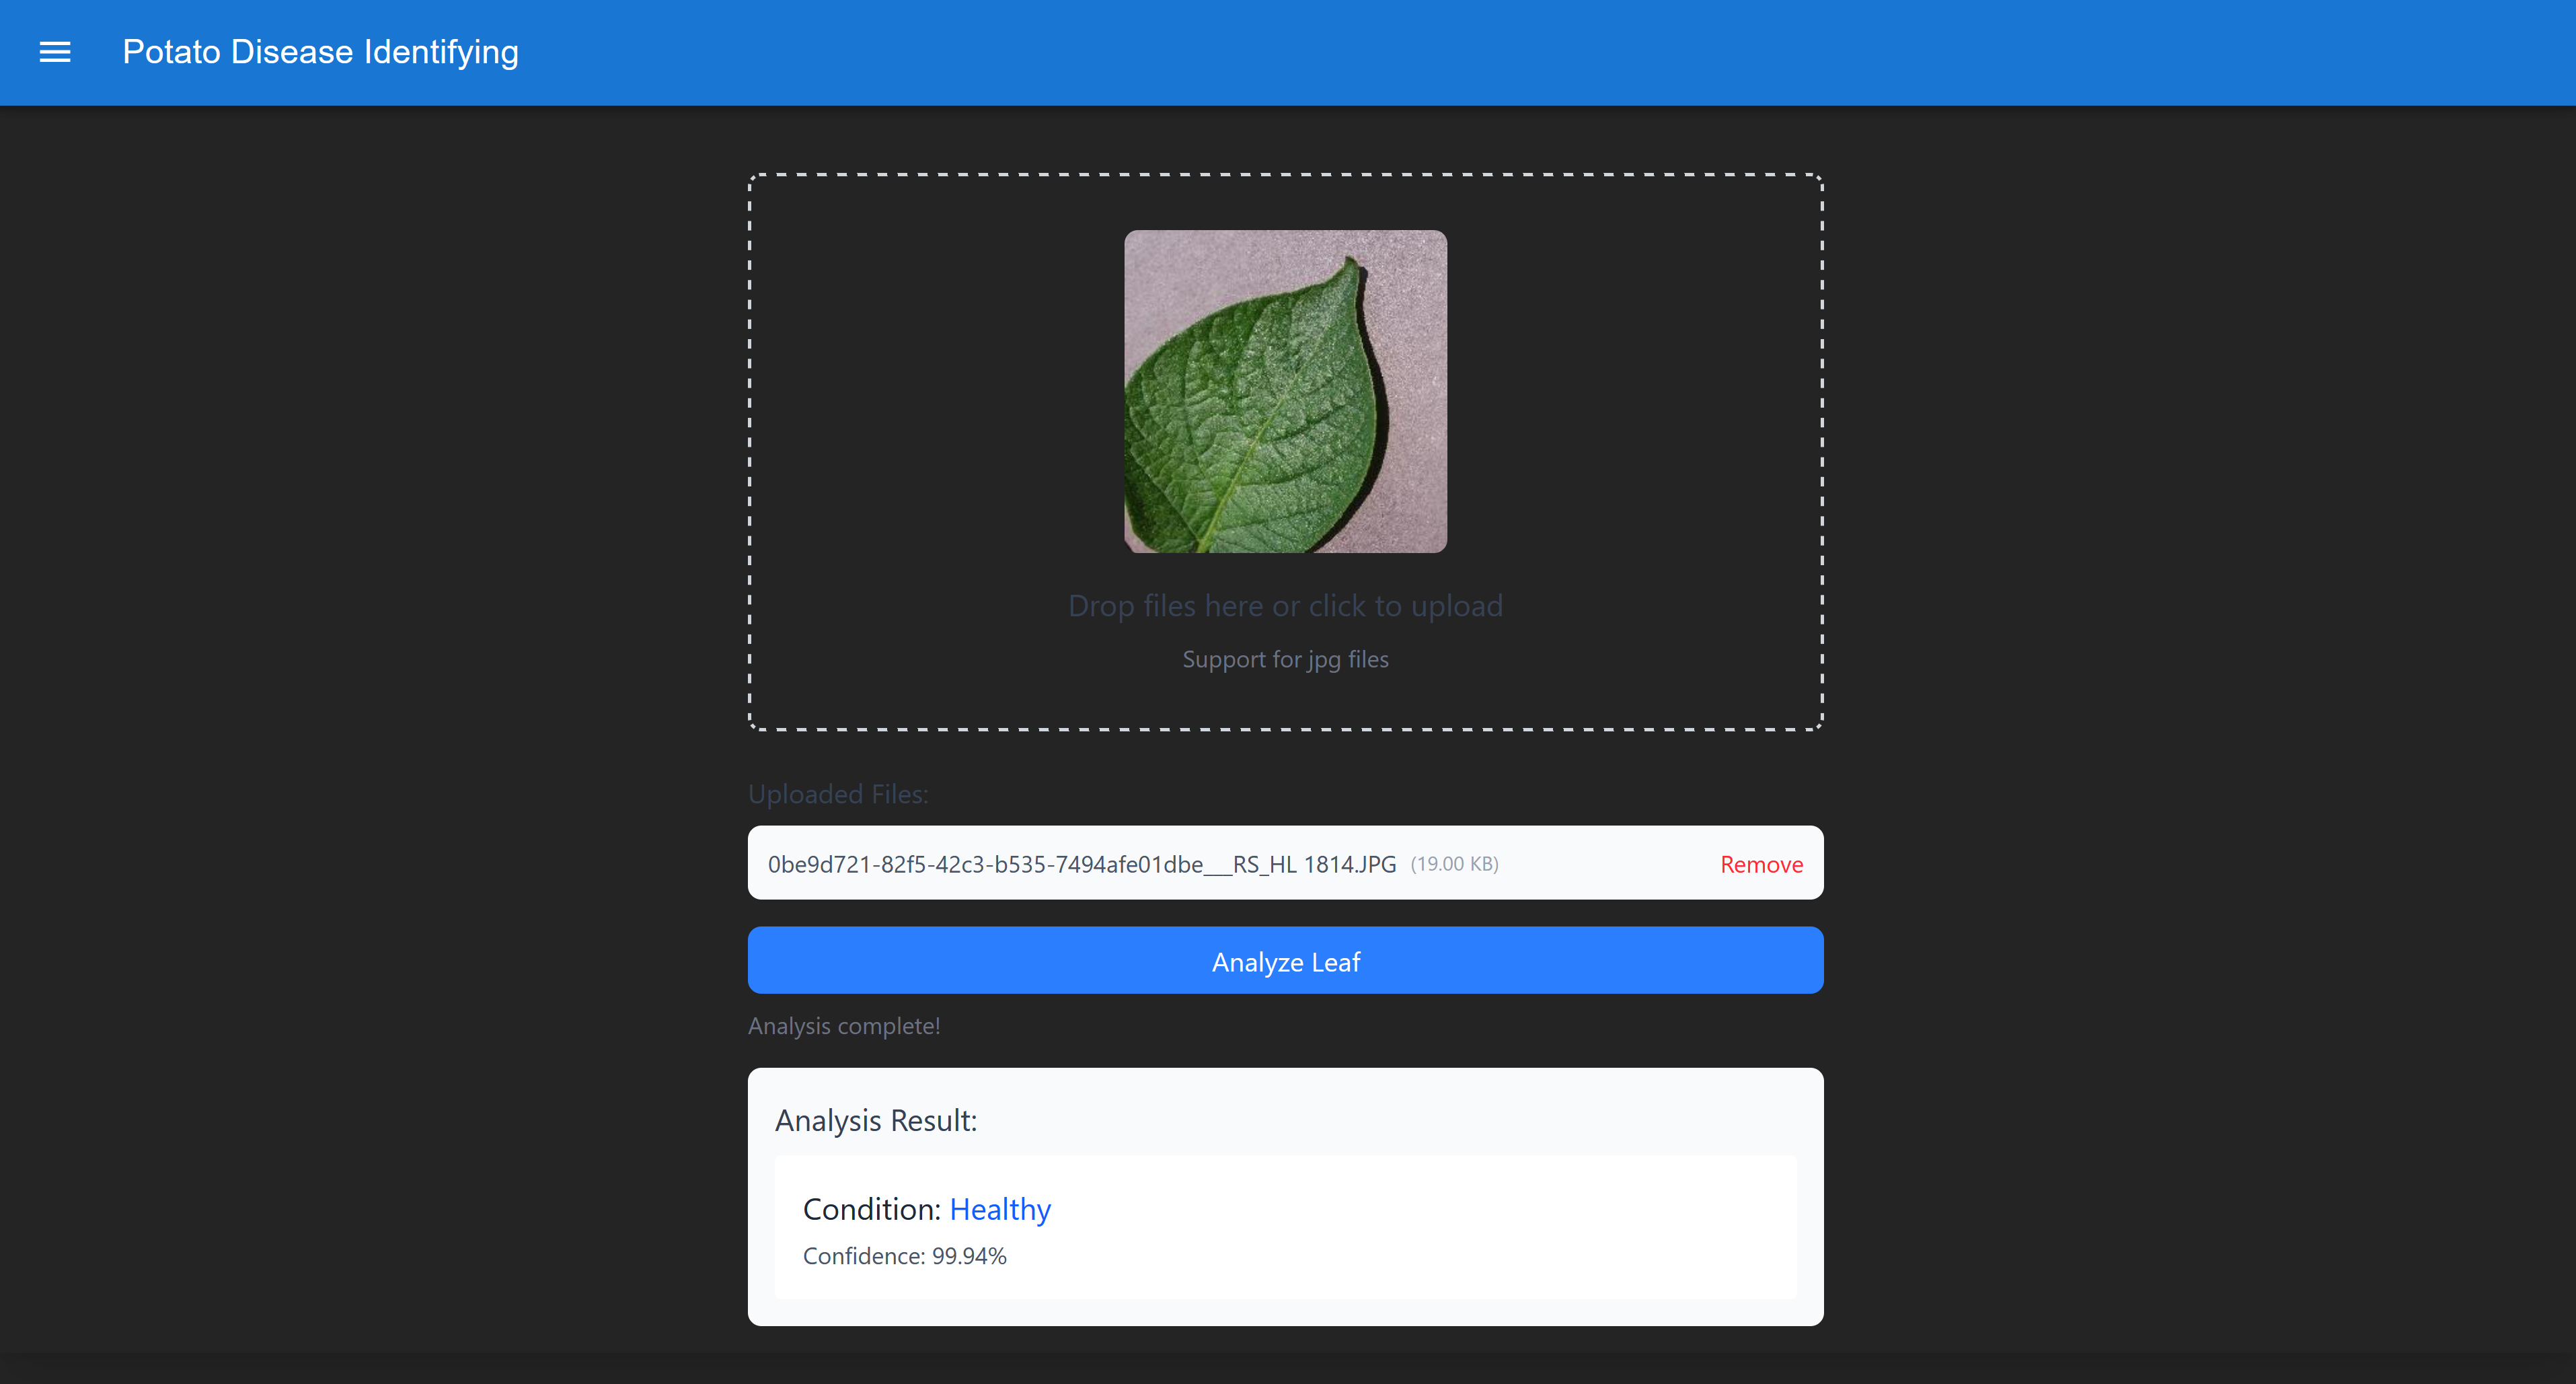 Potato Disease Identifying
Drop files here or click to upload
Support for jpg files
Uploaded Files:
0be9d721-82f5-42c3-b535-7494afe01dbe___RS_HL 1814.JPG (19.00 KB) Remove
Analyze Leaf
Analysis complete!
Analysis Result:
Condition: Healthy
Confidence: 99.94%